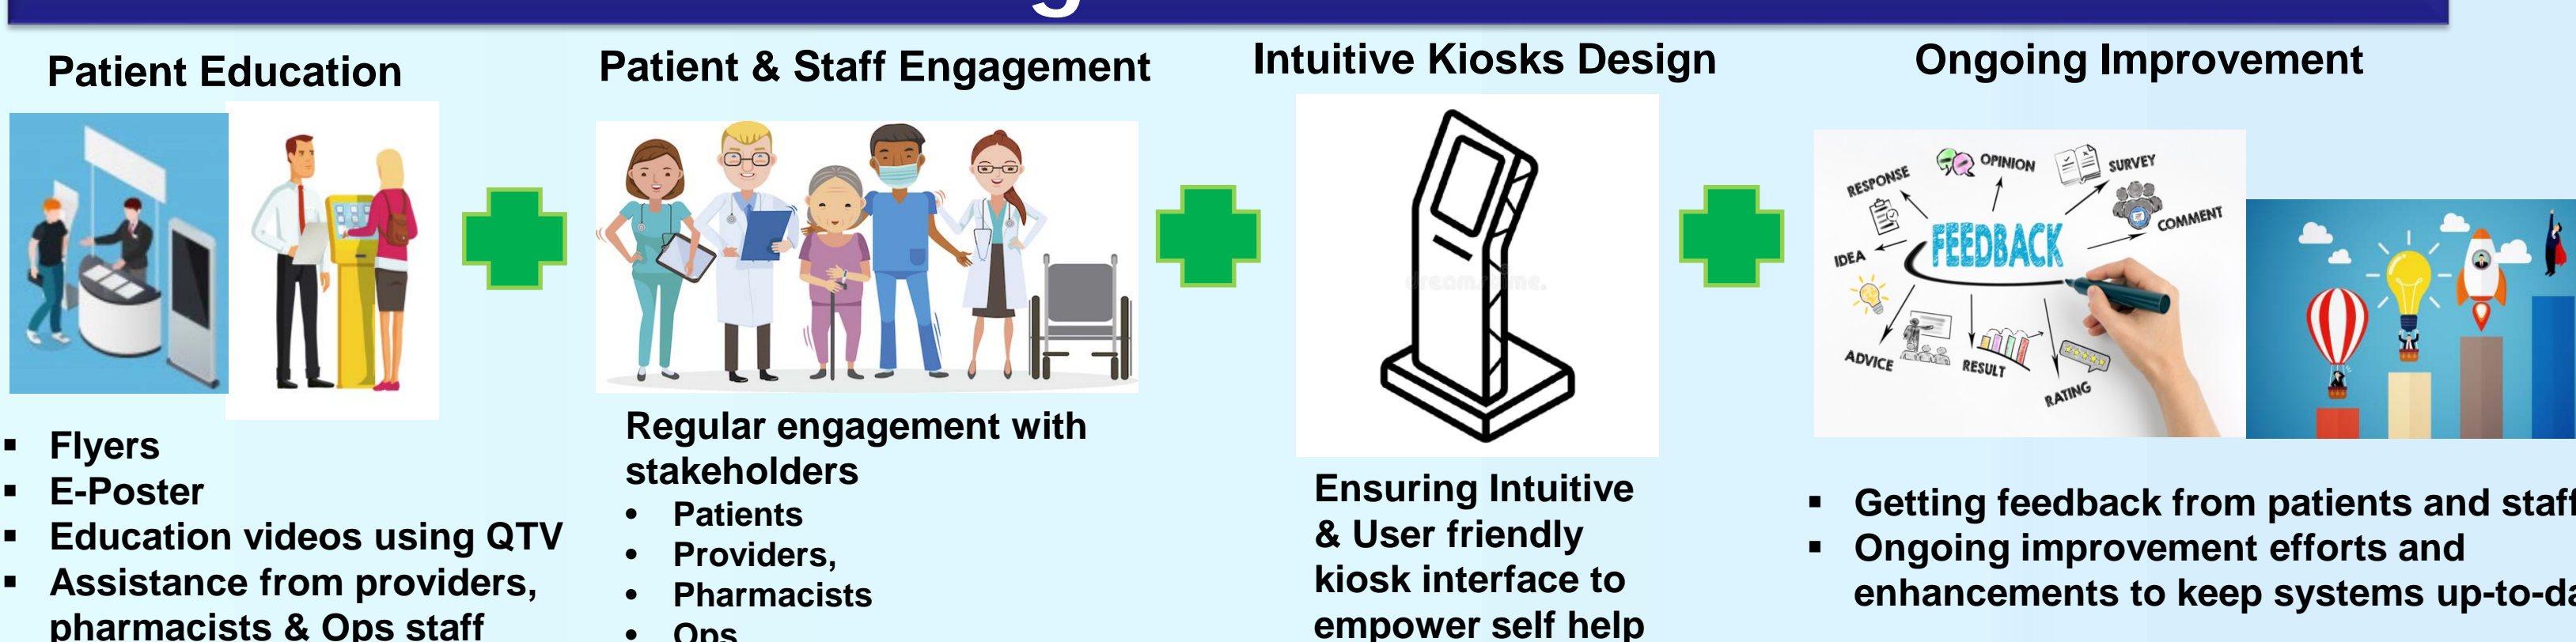 Patient Education
Patient & Staff Engagement
Intuitive Kiosks Design
Ongoing Improvement
RESPONSE
OPINION
SURVEY
COMMENT
IDEA
FEEDBACK
ADVICE
RESULT
RATING
▪ Flyers
▪ E-Poster
▪ Education videos using QTV
▪ Assistance from providers,
pharmacists & Ops staff
Regular engagement with
stakeholders
• Patients
• Providers,
• Pharmacists
• Ops
Ensuring Intuitive
& User friendly
kiosk interface to
empower self help
▪ Getting feedback from patients and staff
▪ Ongoing improvement efforts and
enhancements to keep systems up-to-da